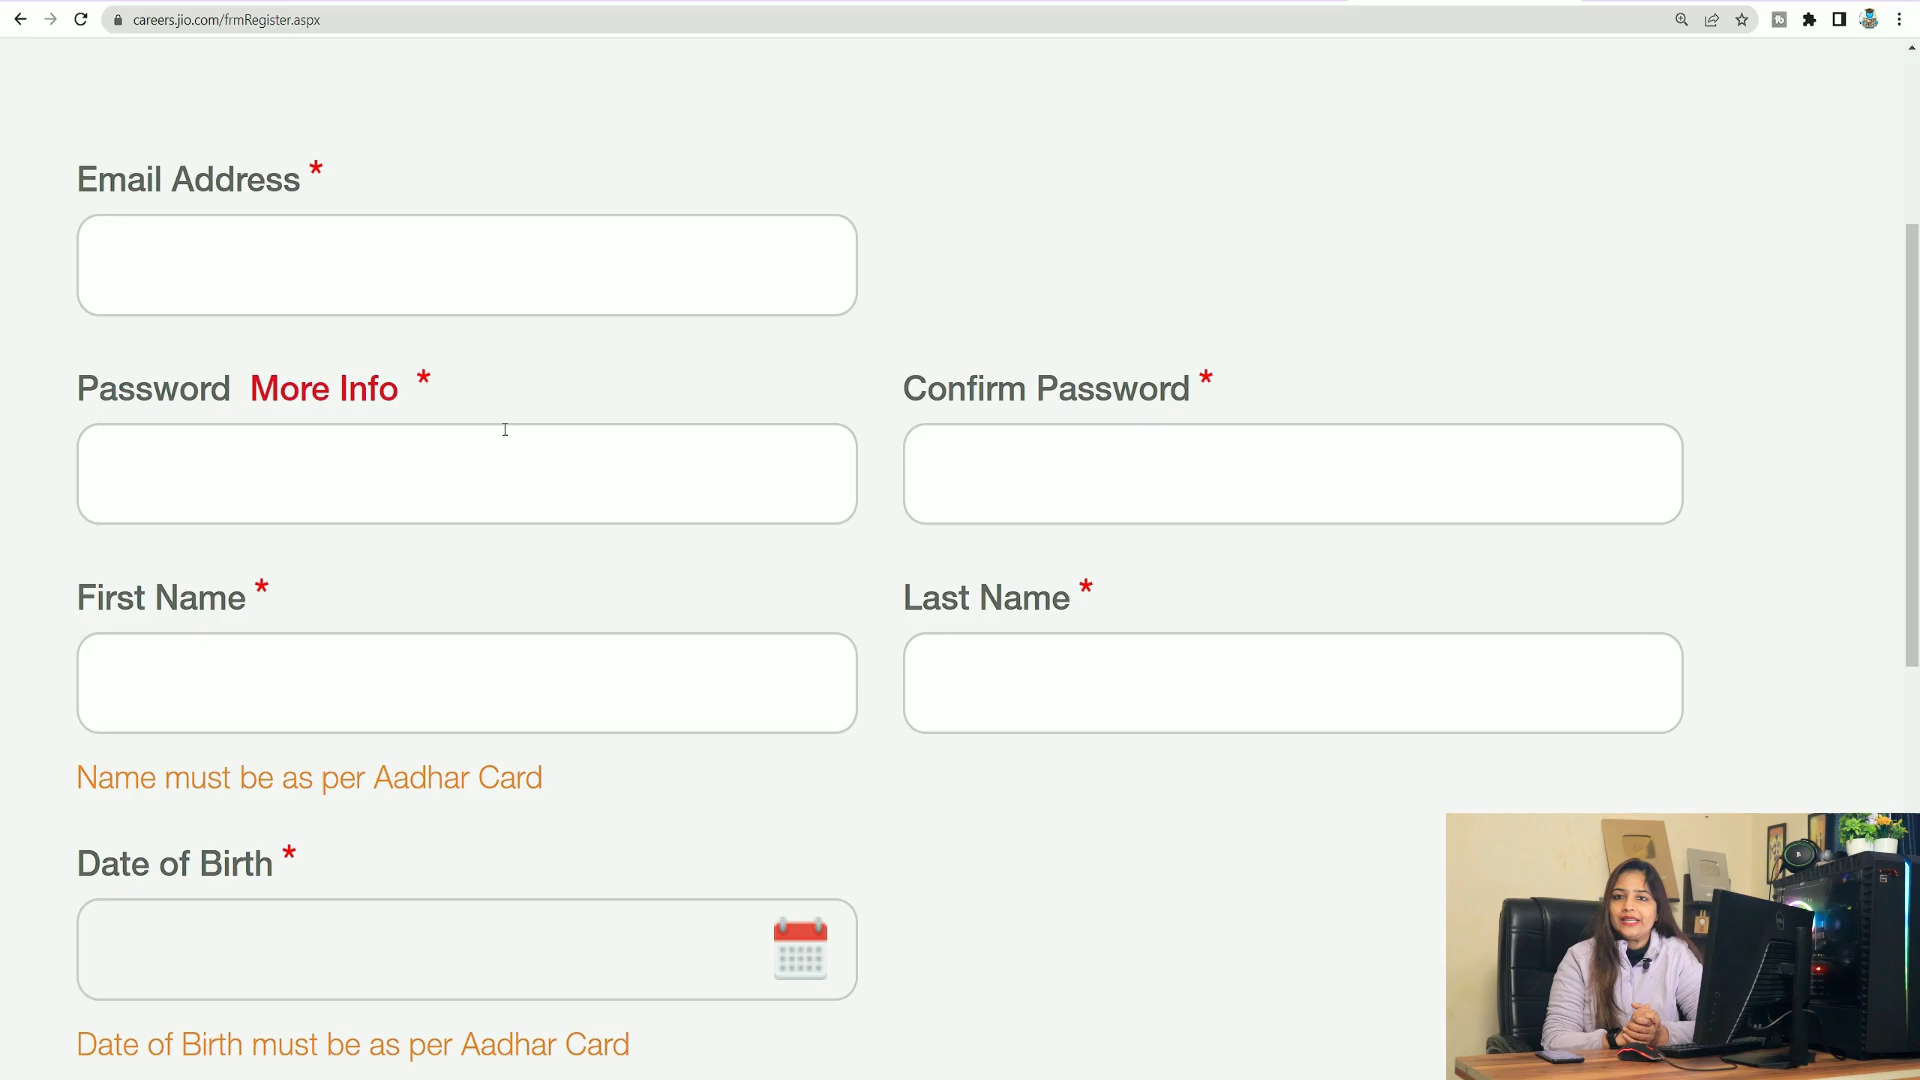 careers.jio.com/frmRegister.aspx
Email Address *
Password More Info *
Confirm Password *
First Name *
Last Name *
Name must be as per Aadhar Card
Date of Birth *
Date of Birth must be as per Aadhar Card